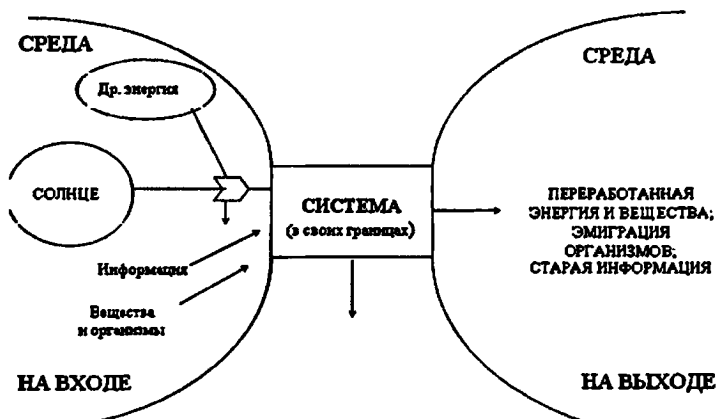 СРЕДА
Др. энергия
СОЛНЦЕ
Информация
Вещества
и организмы
НА ВХОДЕ
СИСТЕМА
(в своих границах)
СРЕДА
ПЕРЕРАБОТАННАЯ
ЭНЕРГИЯ И ВЕЩЕСТВА;
ЭМИГРАЦИЯ
ОРГАНИЗМОВ;
СТАРАЯ ИНФОРМАЦИЯ
НА ВЫХОДЕ